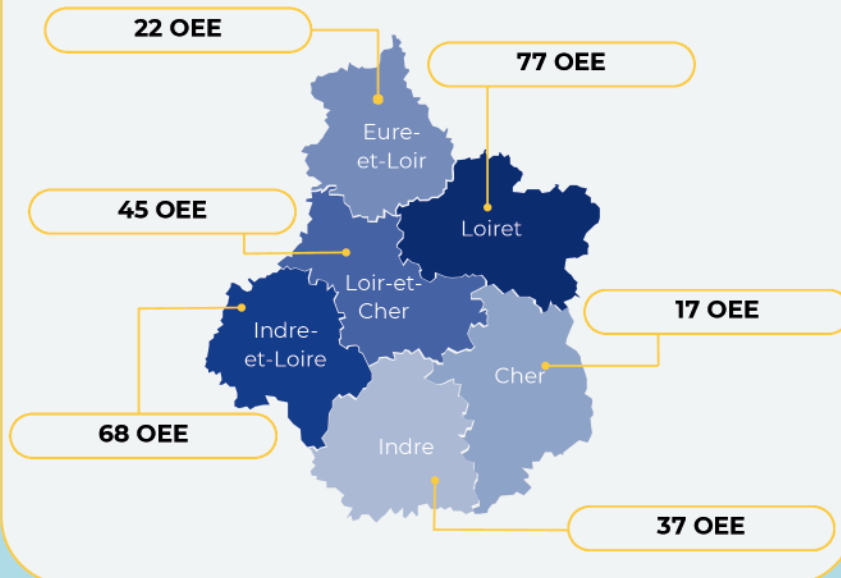 22 OEE
77 OEE
Eure-
et-Loir
45 OEE
Loiret
Loir-et-
Cher
17 OEE
Indre-
et-Loire
Cher
68 OEE
Indre
37 OEE